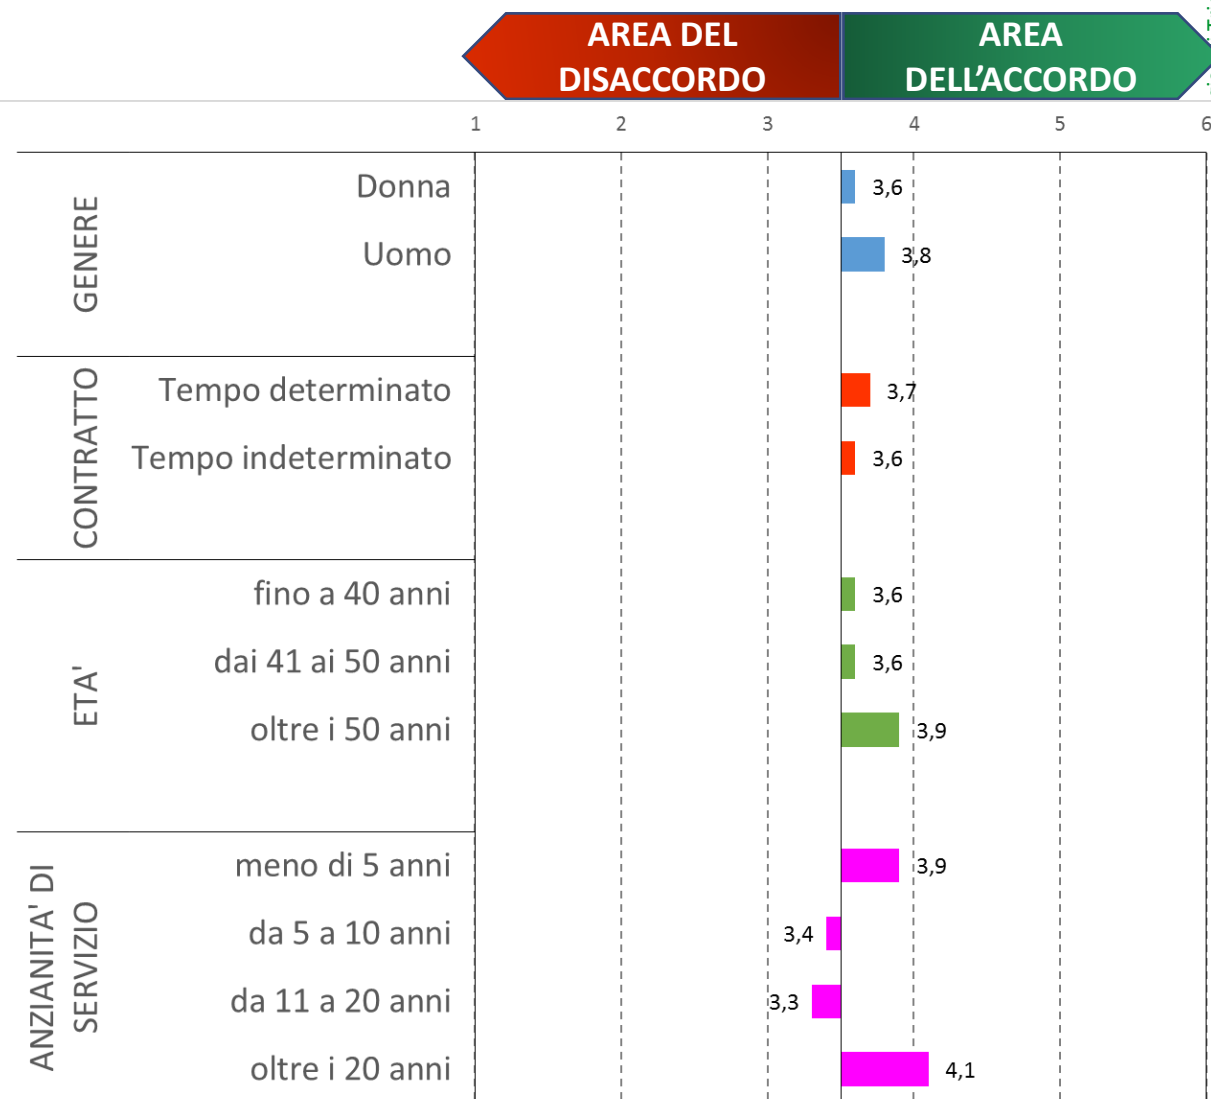 AREA DEL
DISACCORDO
AREA
DELL’ACCORDO
1 2 3 4 5 6
GENERE
Donna 3,6
Uomo 3,8
CONTRATTO
Tempo determinato 3,7
Tempo indeterminato 3,6
ETA'
fino a 40 anni 3,6
dai 41 ai 50 anni 3,6
oltre i 50 anni 3,9
ANZIANITA' DI
SERVIZIO
meno di 5 anni 3,9
da 5 a 10 anni 3,4
da 11 a 20 anni 3,3
oltre i 20 anni 4,1